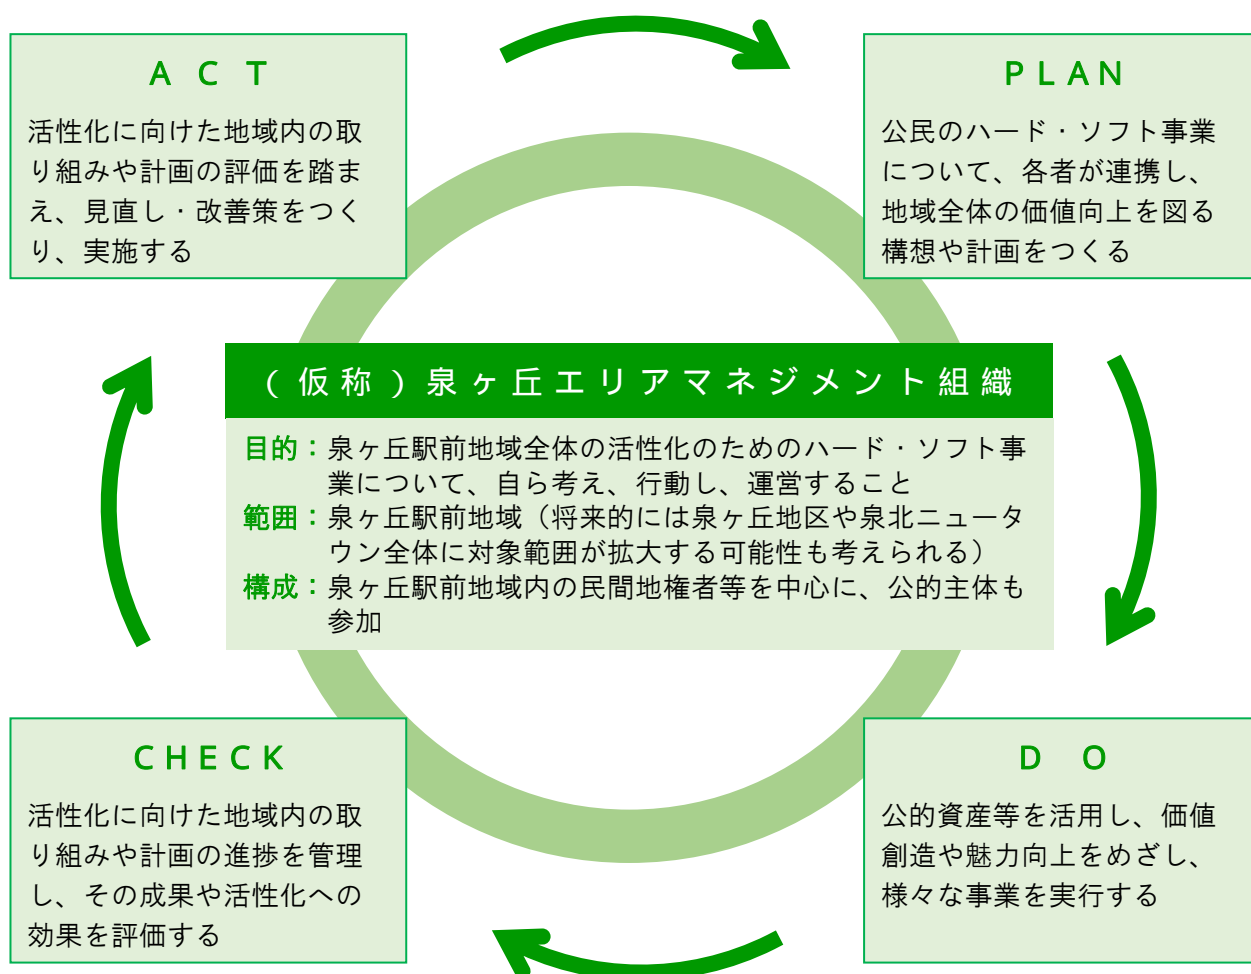 ACT
活性化に向けた地域内の取
り組みや計画の評価を踏ま
え、見直し・改善策をつく
り、実施する
PLAN
公民のハード・ソフト事業
について、各者が連携し、
地域全体の価値向上を図る
構想や計画をつくる
(仮称)泉ヶ丘エリアマネジメント組織
目的：泉ヶ丘駅前地域全体の活性化のためのハード・ソフト事
業について、自ら考え、行動し、運営すること
範囲：泉ヶ丘駅前地域（将来的には泉ヶ丘地区や泉北ニュータ
ウン全体に対象範囲が拡大する可能性も考えられる）
構成：泉ヶ丘駅前地域内の民間地権者等を中心に、公的主体も
参加
CHECK
活性化に向けた地域内の取
り組みや計画の進捗を管理
し、その成果や活性化への
効果を評価する
DO
公的資産等を活用し、価値
創造や魅力向上をめざし、
様々な事業を実行する